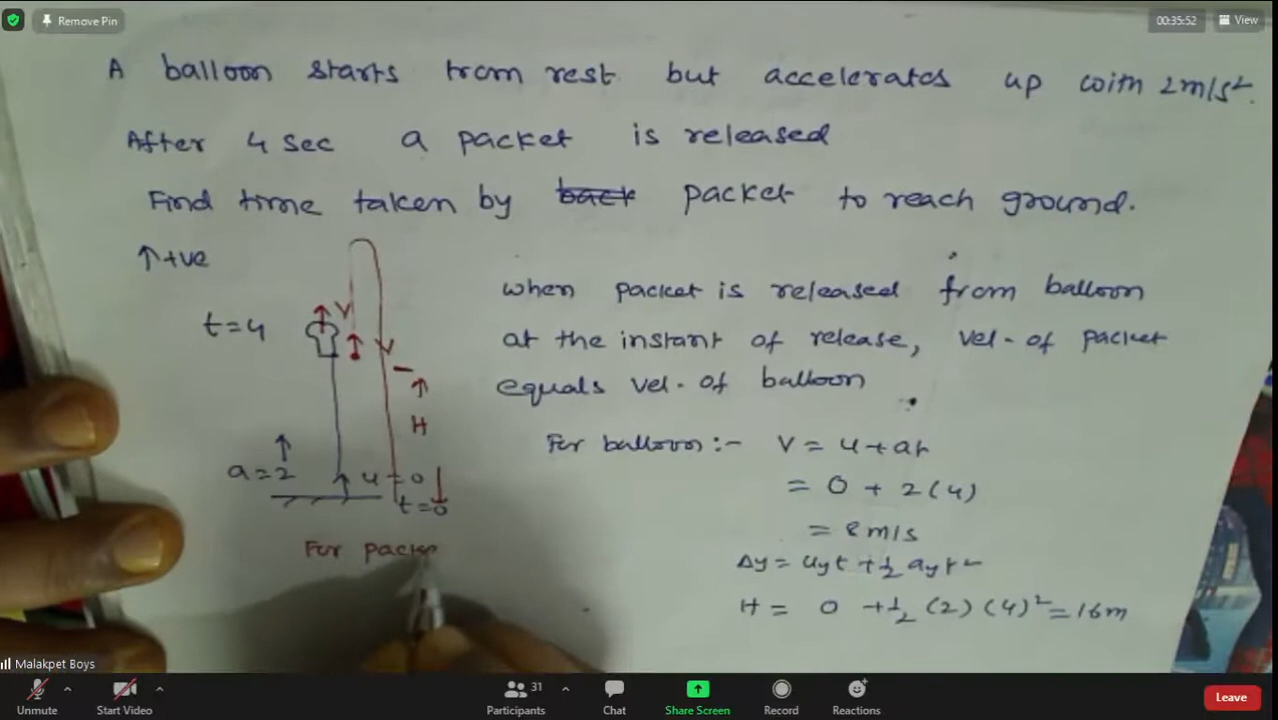 Remove Pin
00:35:52
View
A balloon starts from rest but accelerates up with 2m/s².
After 4 sec a packet is released
Find time taken by back packet to reach ground.
↑+ve
When packet is released from balloon
t=4
V
at the instant of release, vel. of packet
equals vel. of balloon
H
For balloon:- V = u+at
a=2
u=0
= 0 + 2(4)
t=0
= 8m/s
For packe
Δy = uyt + ½ ayt²
H = 0 + ½ (2) (4)² = 16m
Malakpet Boys
Unmute
Start Video
31
Participants
Chat
Share Screen
Record
Reactions
Leave